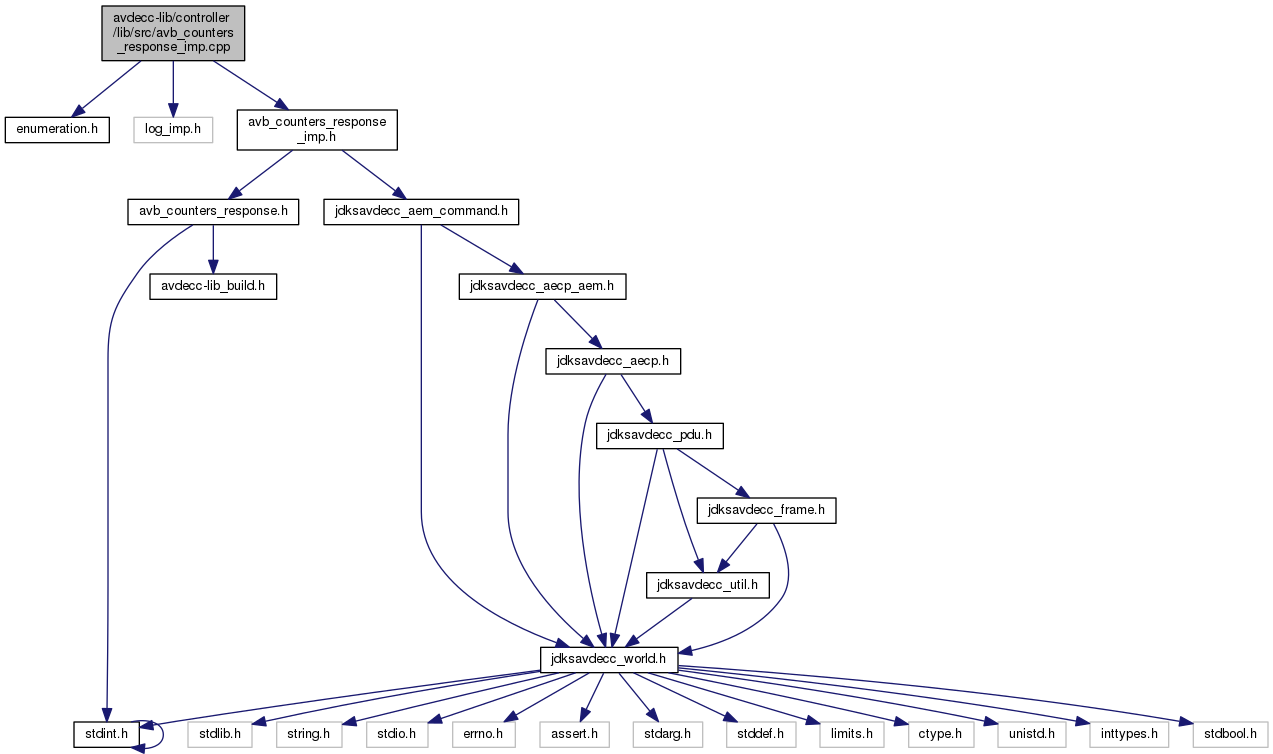 avdecc-lib/controller
/lib/src/avb_counters
_response_imp.cpp
enumeration.h
log_imp.h
avb_counters_response
_imp.h
avb_counters_response.h
jdksavdecc_aem_command.h
avdecc-lib_build.h
jdksavdecc_aecp_aem.h
jdksavdecc_aecp.h
jdksavdecc_pdu.h
jdksavdecc_frame.h
jdksavdecc_util.h
jdksavdecc_world.h
stdint.h
stdlib.h
string.h
stdio.h
errno.h
assert.h
stdarg.h
stddef.h
limits.h
ctype.h
unistd.h
inttypes.h
stdbool.h